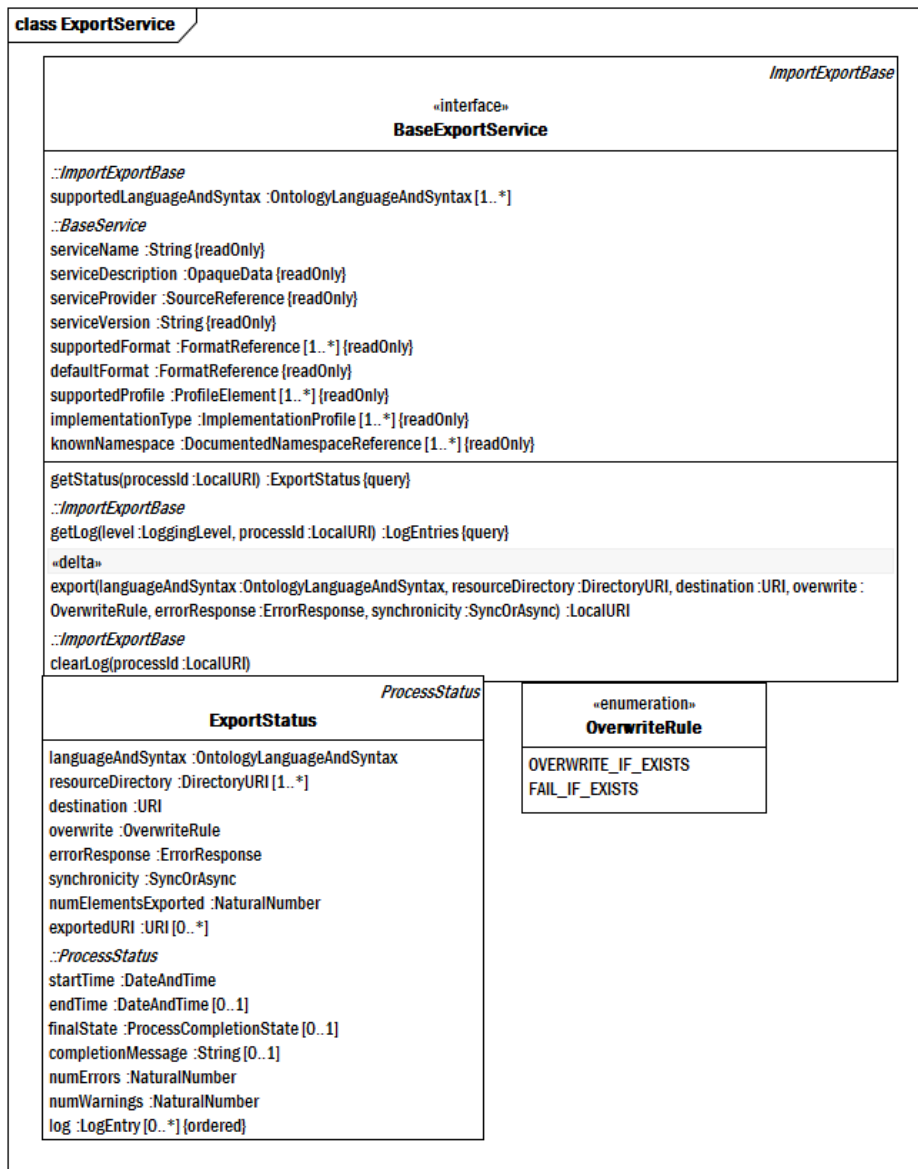 class ExportService
ImportExportBase
«interface»
BaseExportService
::ImportExportBase
supportedLanguageAndSyntax :OntologyLanguageAndSyntax [1..*]
::BaseService
serviceName :String {readOnly}
serviceDescription :OpaqueData {readOnly}
serviceProvider :SourceReference {readOnly}
serviceVersion :String {readOnly}
supportedFormat :FormatReference [1..*] {readOnly}
defaultFormat :FormatReference {readOnly}
supportedProfile :ProfileElement [1..*] {readOnly}
implementationType :ImplementationProfile [1..*] {readOnly}
knownNamespace :DocumentedNamespaceReference [1..*] {readOnly}
getStatus(processId :LocalURI) :ExportStatus {query}
::ImportExportBase
getLog(level :LoggingLevel, processId :LocalURI) :LogEntries {query}
«delta»
export(languageAndSyntax :OntologyLanguageAndSyntax, resourceDirectory :DirectoryURI, destination :URI, overwrite :
OverwriteRule, errorResponse :ErrorResponse, synchronicity :SyncOrAsync) :LocalURI
::ImportExportBase
clearLog(processId :LocalURI)
ProcessStatus
ExportStatus
languageAndSyntax :OntologyLanguageAndSyntax
resourceDirectory :DirectoryURI [1..*]
destination :URI
overwrite :OverwriteRule
errorResponse :ErrorResponse
synchronicity :SyncOrAsync
numElementsExported :NaturalNumber
exportedURI :URI [0..*]
::ProcessStatus
startTime :DateAndTime
endTime :DateAndTime [0..1]
finalState :ProcessCompletionState [0..1]
completionMessage :String [0..1]
numErrors :NaturalNumber
numWarnings :NaturalNumber
log :LogEntry [0..*] {ordered}
«enumeration»
OverwriteRule
OVERWRITE_IF_EXISTS
FAIL_IF_EXISTS